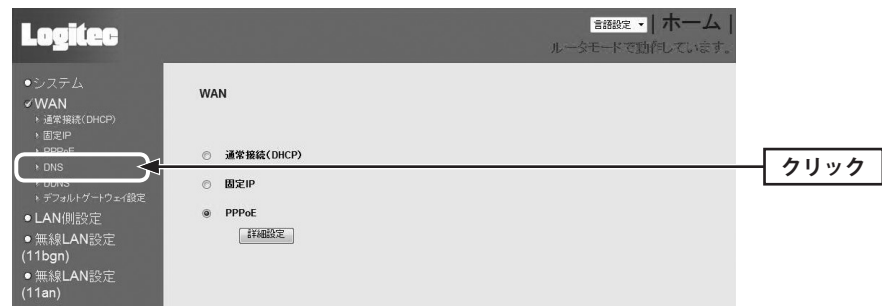 Logitec
言語設定
ホーム
ルータモードで動作しています。
システム
WAN
通常接続(DHCP)
固定IP
PPPoE
DNS
DDNS
デフォルトゲートウェイ設定
LAN側設定
無線LAN設定
(11bgn)
無線LAN設定
(11an)
WAN
通常接続(DHCP)
固定IP
PPPoE
詳細設定
クリック